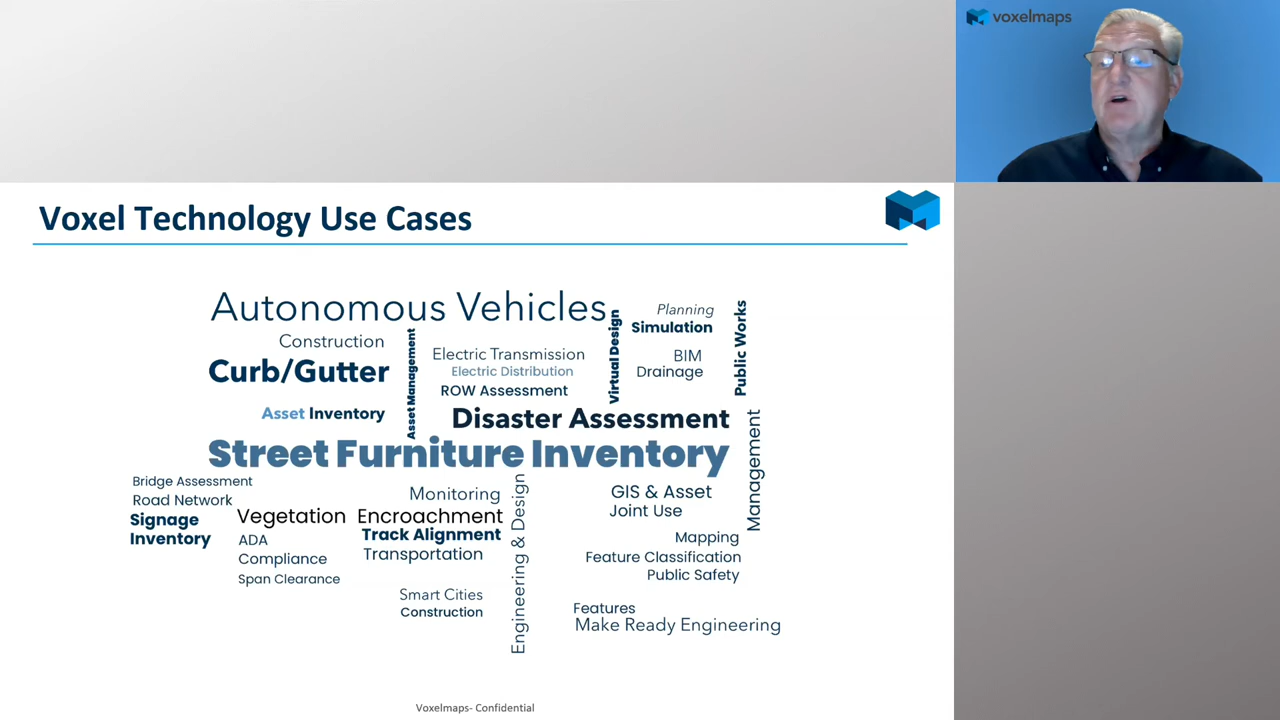 voxelmaps
Voxel Technology Use Cases
Autonomous Vehicles
Planning
Simulation
Public Works
Virtual Design
Construction
Asset Management
Electric Transmission
BIM
Curb/Gutter
Electric Distribution
Drainage
ROW Assessment
Asset Inventory
Disaster Assessment
Management
Street Furniture Inventory
Bridge Assessment
Road Network
Signage
Inventory
Monitoring
Engineering & Design
GIS & Asset
Joint Use
Vegetation Encroachment
ADA
Compliance
Span Clearance
Track Alignment
Transportation
Mapping
Feature Classification
Public Safety
Smart Cities
Construction
Features
Make Ready Engineering
Voxelmaps- Confidential